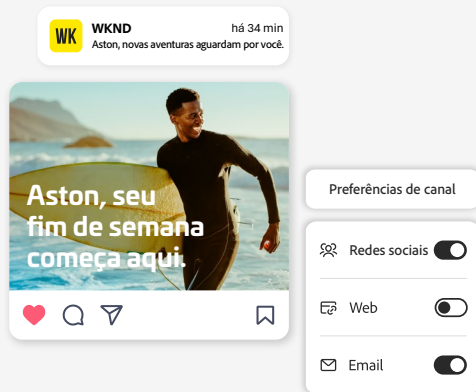 WK
WKND
há 34 min
Aston, novas aventuras aguardam por você.
Aston, seu
fim de semana
começa aqui.
Preferências de canal
Redes sociais
Web
Email